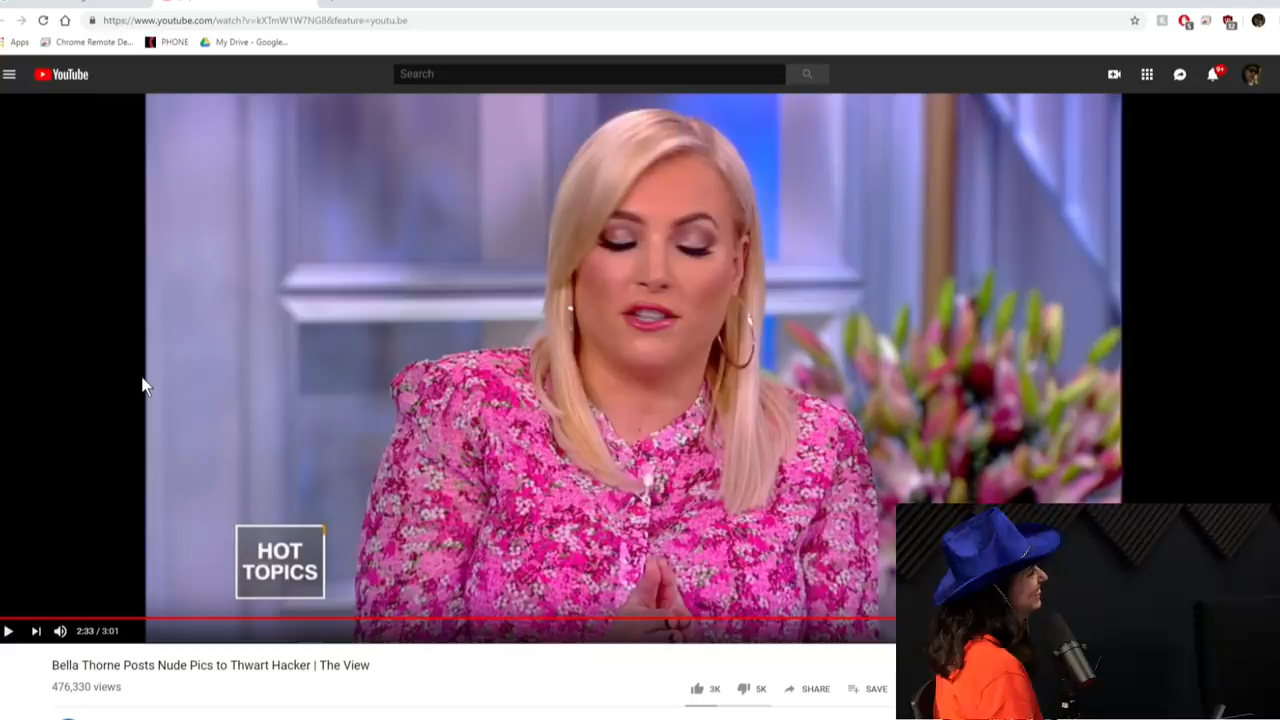 https://www.youtube.com/watch?v=kXTmW1W7NG8&feature=youtu.be
Apps Chrome Remote De... PHONE My Drive - Google...
YouTube
Search
9+
HOT
TOPICS
2:33 / 3:01
Bella Thorne Posts Nude Pics to Thwart Hacker | The View
476,330 views
3K 5K SHARE SAVE